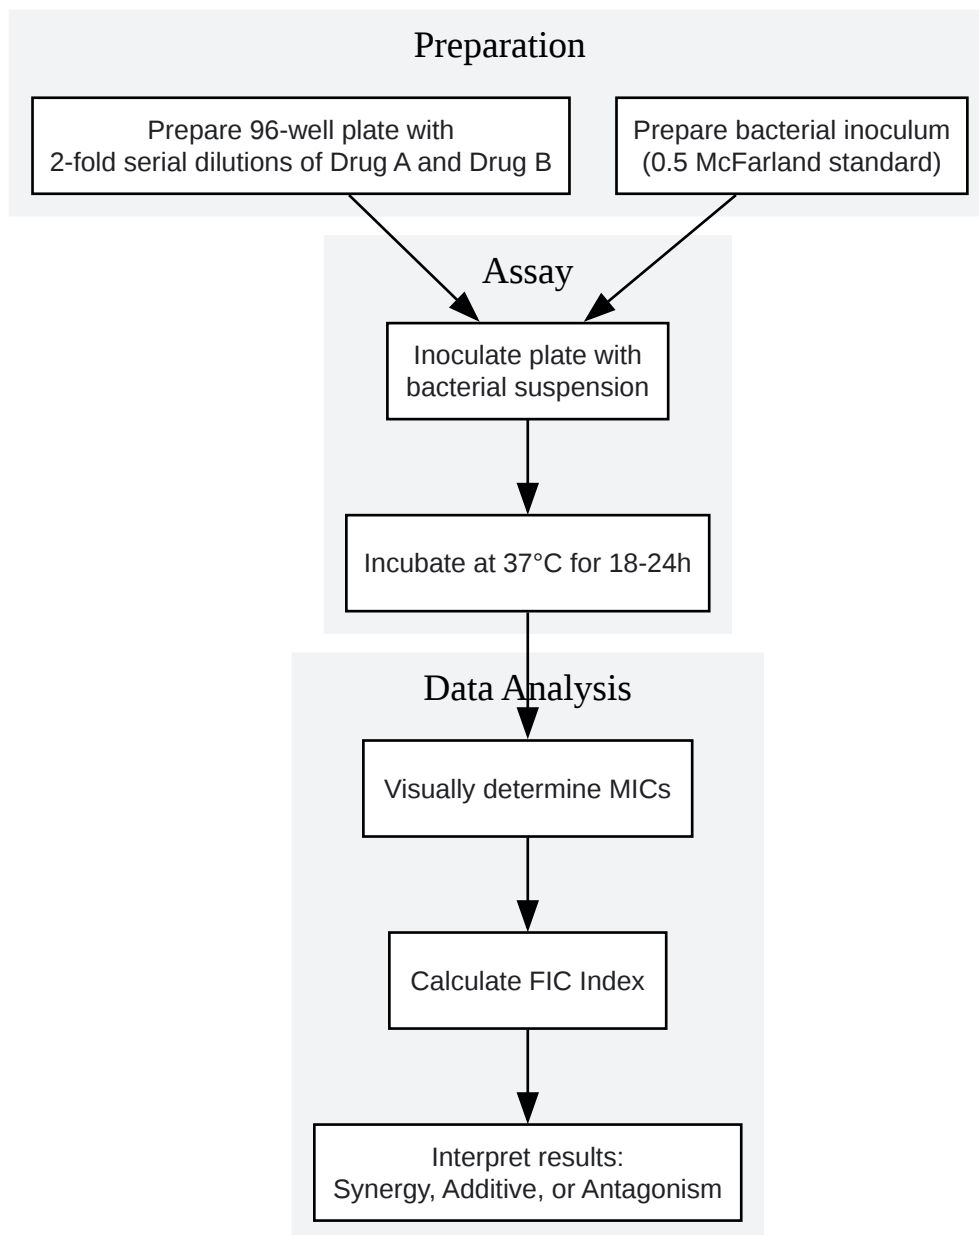 Preparation
Prepare 96-well plate with
2-fold serial dilutions of Drug A and Drug B
Prepare bacterial inoculum
(0.5 McFarland standard)
Assay
Inoculate plate with
bacterial suspension
Incubate at 37°C for 18-24h
Data Analysis
Visually determine MICs
Calculate FIC Index
Interpret results:
Synergy, Additive, or Antagonism